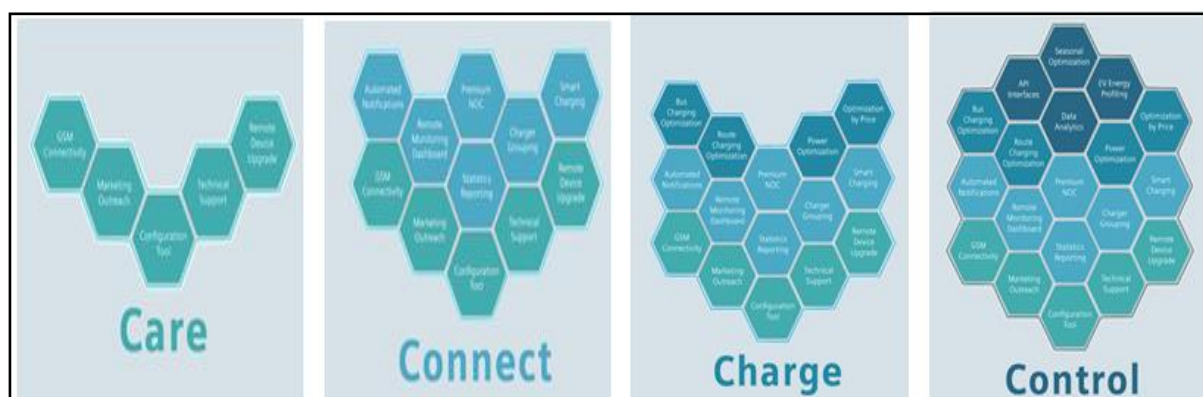 GSM
Connectivity
Marketing
Outreach
Configuration
Tool
Technical
Support
Remote
Device
Upgrade
Care
Automated
Notifications
Premium
NOC
Smart
Charging
Remote
Monitoring
Dashboard
Charger
Grouping
GSM
Connectivity
Statistics
Reporting
Remote
Device
Upgrade
Marketing
Outreach
Technical
Support
Configuration
Tool
Connect
Bus
Charging
Optimization
Optimization
by Price
Route
Charging
Optimization
Power
Optimization
Automated
Notifications
Premium
NOC
Smart
Charging
Remote
Monitoring
Dashboard
Charger
Grouping
GSM
Connectivity
Statistics
Reporting
Remote
Device
Upgrade
Marketing
Outreach
Technical
Support
Configuration
Tool
Charge
Seasonal
Optimization
API
Interfaces
EV Energy
Profiling
Bus
Charging
Optimization
Data
Analytics
Optimization
by Price
Route
Charging
Optimization
Power
Optimization
Automated
Notifications
Premium
NOC
Smart
Charging
Remote
Monitoring
Dashboard
Charger
Grouping
GSM
Connectivity
Statistics
Reporting
Remote
Device
Upgrade
Marketing
Outreach
Technical
Support
Configuration
Tool
Control